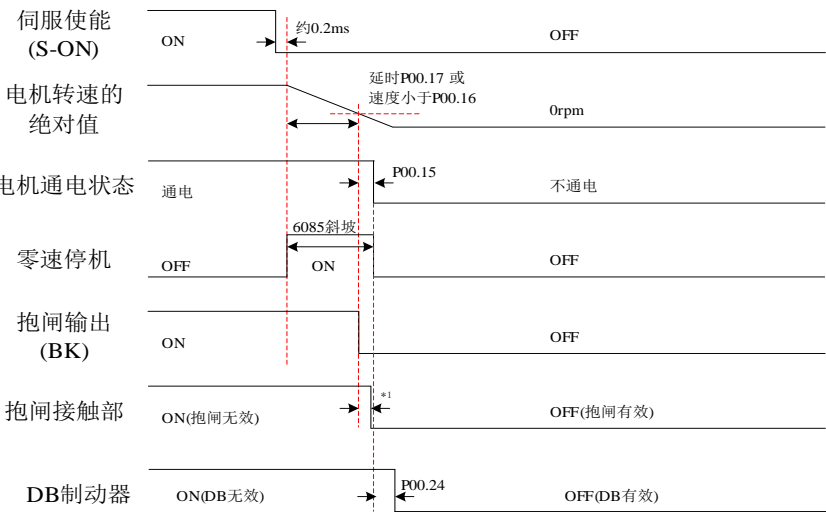 伺服使能
(S-ON)
ON
约0.2ms
OFF
电机转速的
绝对值
延时P00.17 或
速度小于P00.16
0rpm
电机通电状态
通电
P00.15
不通电
零速停机
OFF
6085斜坡
ON
OFF
抱闸输出
(BK)
ON
OFF
抱闸接触部
ON(抱闸无效)
*1
OFF(抱闸有效)
DB制动器
ON(DB无效)
P00.24
OFF(DB有效)